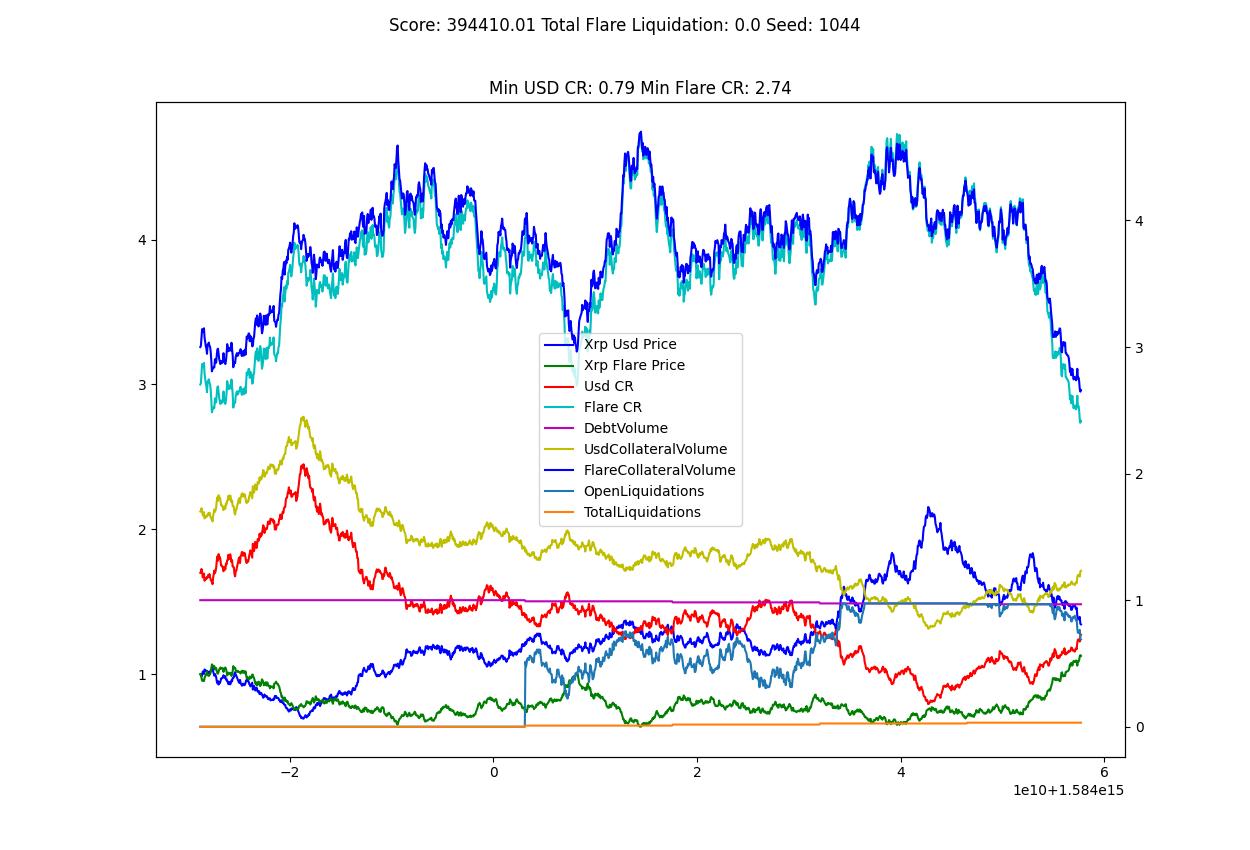 Score: 394410.01 Total Flare Liquidation: 0.0 Seed: 1044
Min USD CR: 0.79 Min Flare CR: 2.74
4
3
2
1
4
3
2
1
0
Xrp Usd Price
Xrp Flare Price
Usd CR
Flare CR
DebtVolume
UsdCollateralVolume
FlareCollateralVolume
OpenLiquidations
TotalLiquidations
−2 0 2 4 6
1e10+1.584e15